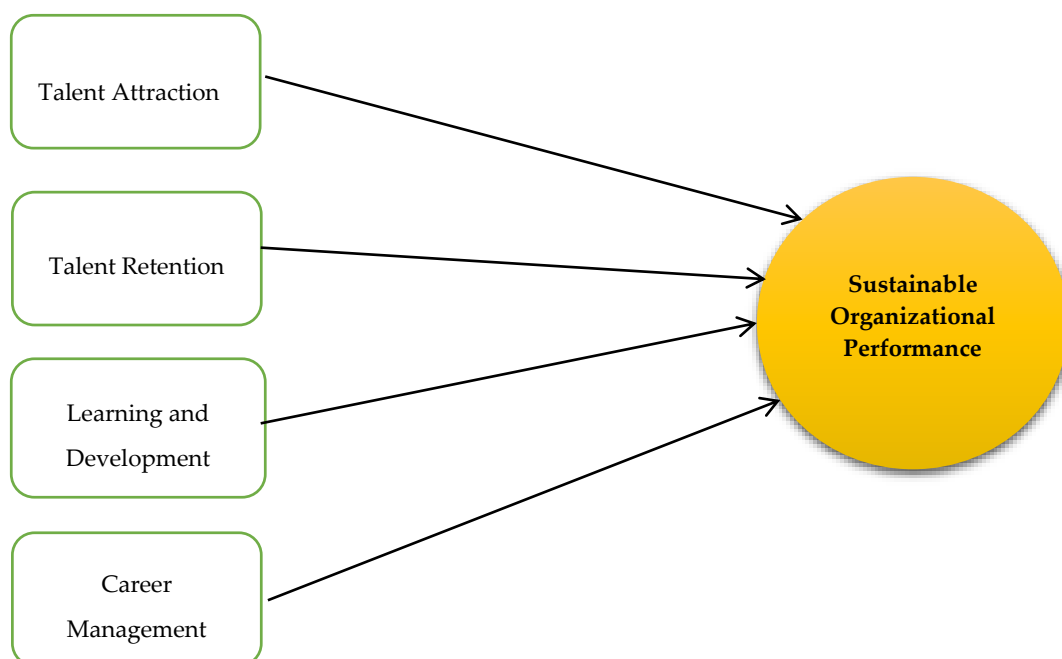 Talent Attraction
Talent Retention
Learning and
Development
Career
Management
Sustainable
Organizational
Performance